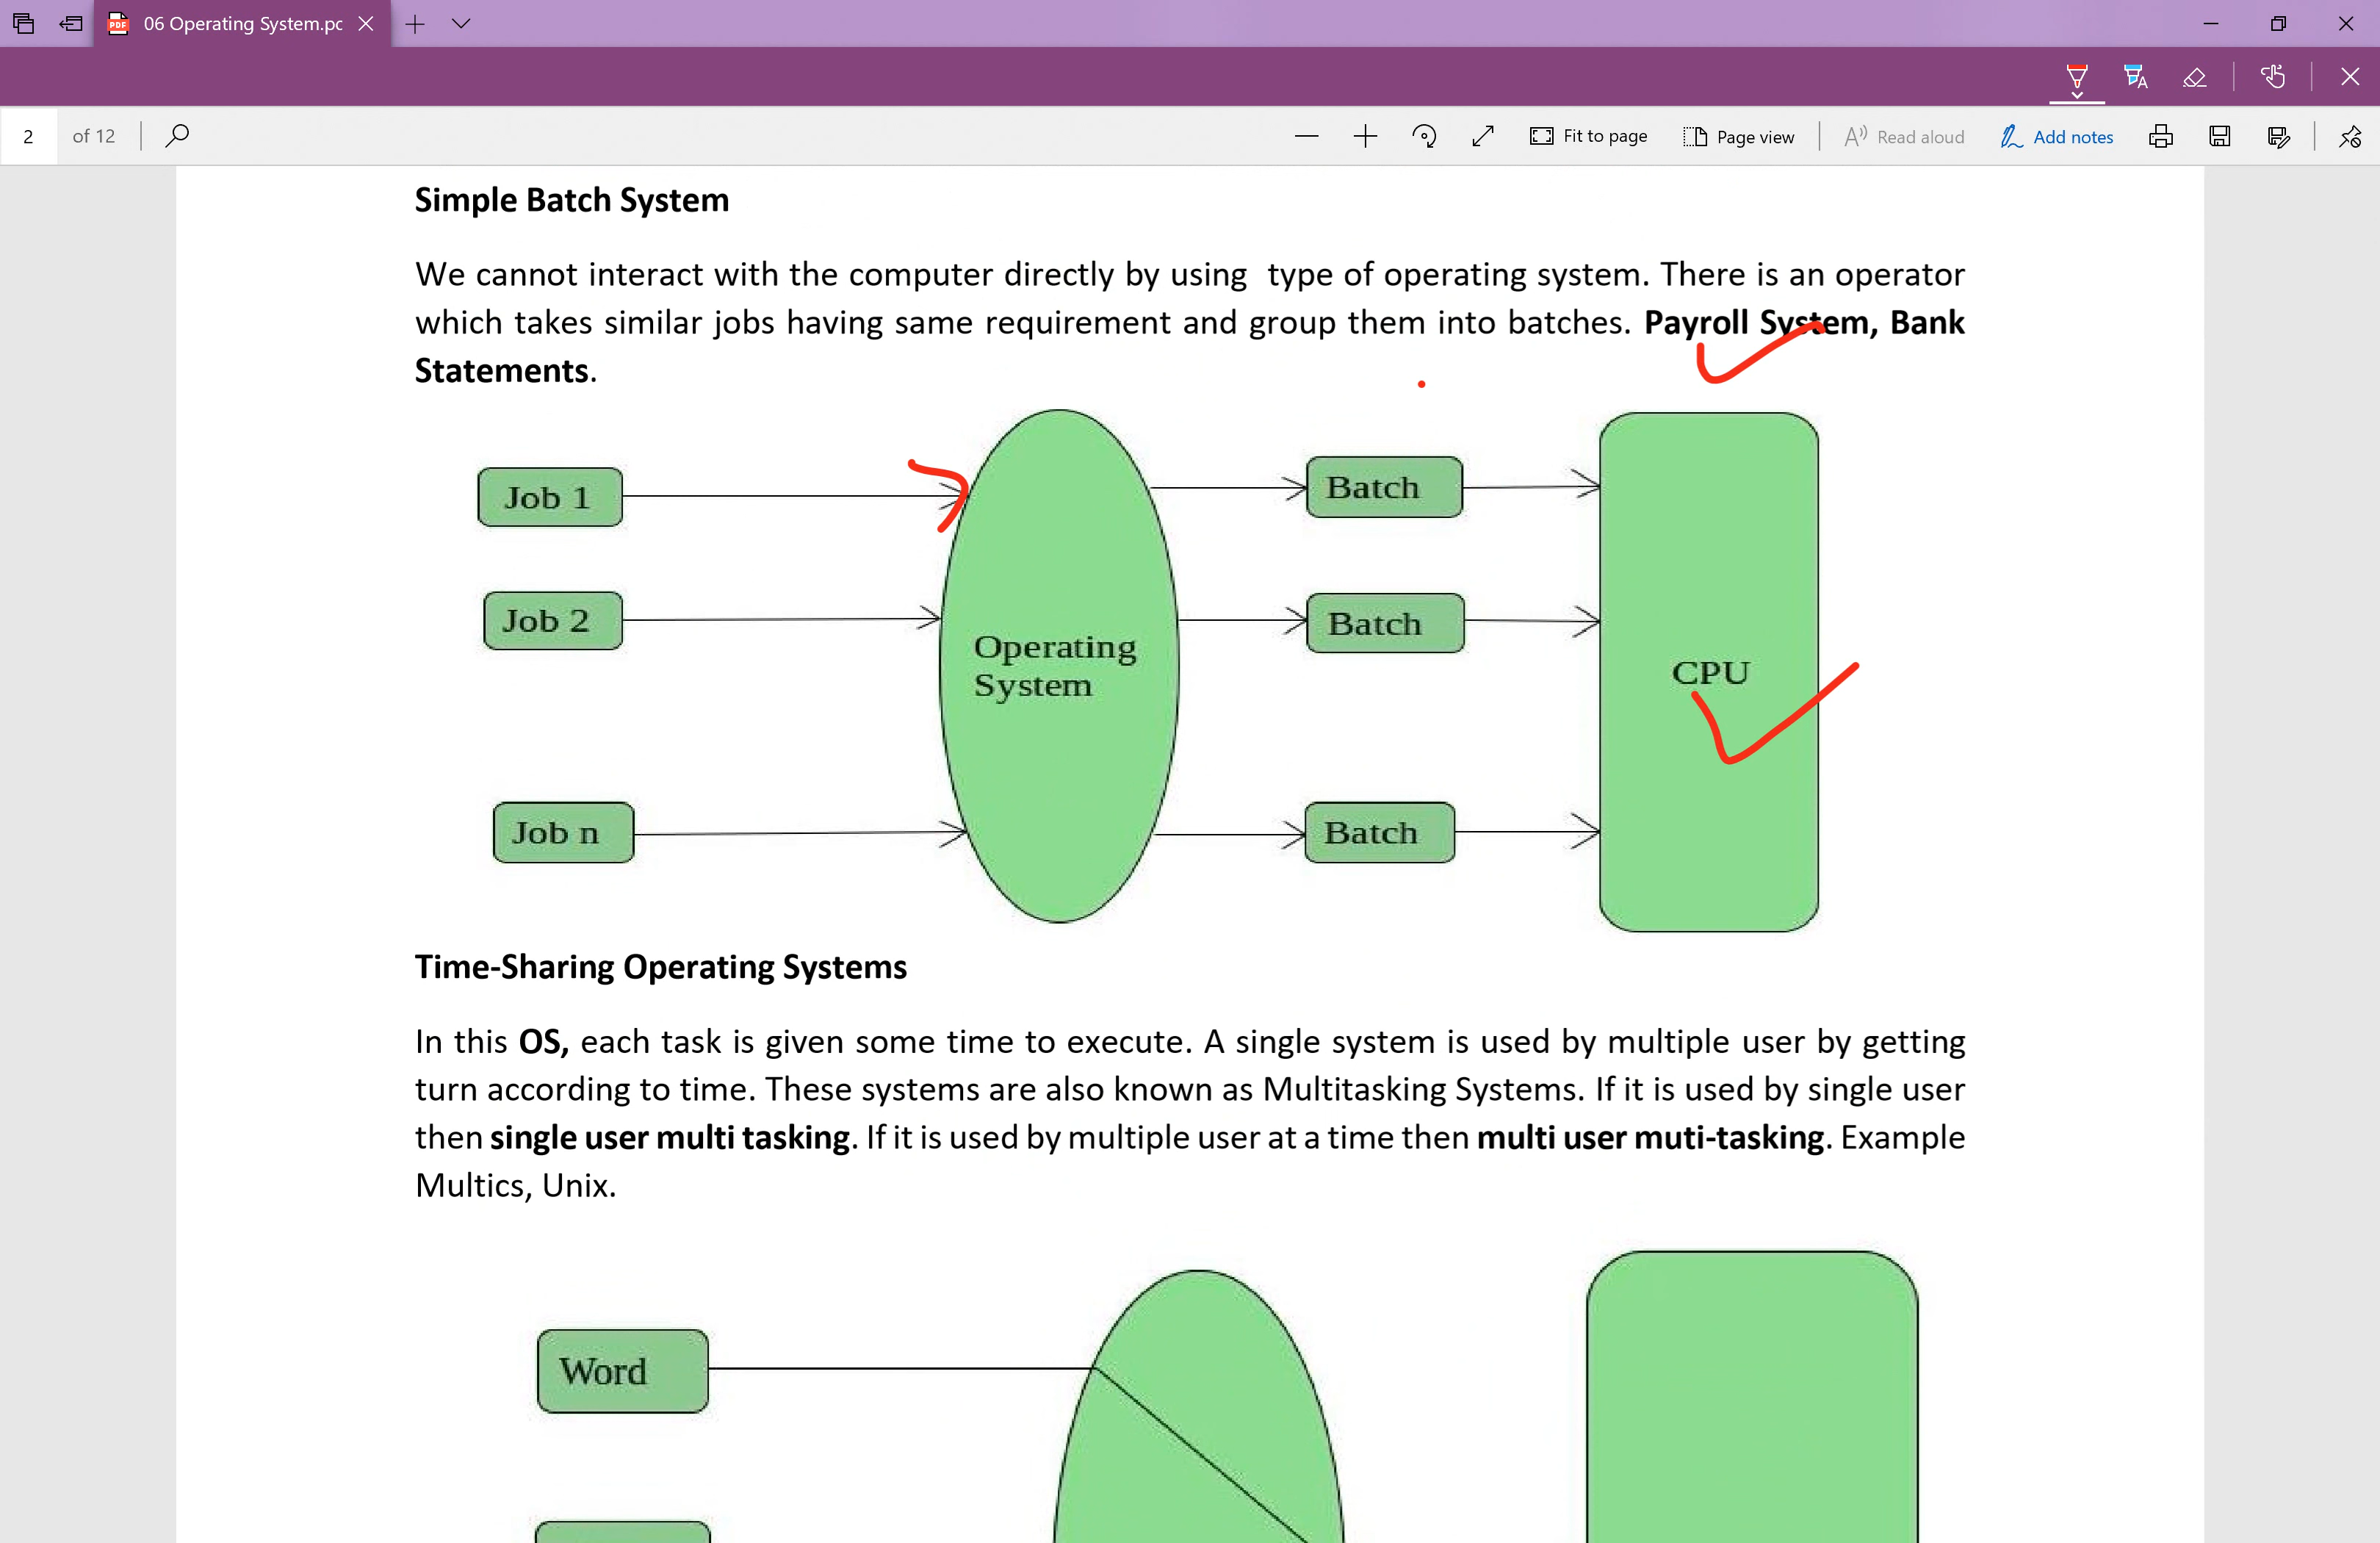 06 Operating System.pc
2 of 12
Fit to page
Page view
Read aloud
Add notes
Simple Batch System
We cannot interact with the computer directly by using type of operating system. There is an operator
which takes similar jobs having same requirement and group them into batches. Payroll System, Bank
Statements.
Job 1
Batch
Job 2
Batch
Operating
System
CPU
Job n
Batch
Time-Sharing Operating Systems
In this OS, each task is given some time to execute. A single system is used by multiple user by getting
turn according to time. These systems are also known as Multitasking Systems. If it is used by single user
then single user multi tasking. If it is used by multiple user at a time then multi user muti-tasking. Example
Multics, Unix.
Word